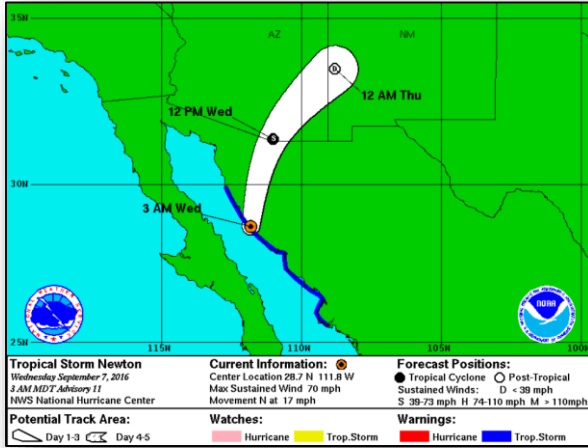 35N
AZ
NM
12 AM Thu
D
12 PM Wed
S
30N
3 AM Wed
NOAA
25N
115W
110W
105W
100W
Tropical Storm Newton
Wednesday September 7, 2016
3 AM MDT Advisory 11
NWS National Hurricane Center
Current Information:
Center Location 28.7 N 111.8 W
Max Sustained Wind 70 mph
Movement N at 17 mph
Forecast Positions:
Tropical Cyclone Post-Tropical
Sustained Winds: D < 39 mph
S 39-73 mph H 74-110 mph M > 110mph
Potential Track Area:
Day 1-3 Day 4-5
Watches:
Hurricane Trop.Storm
Warnings:
Hurricane Trop.Storm